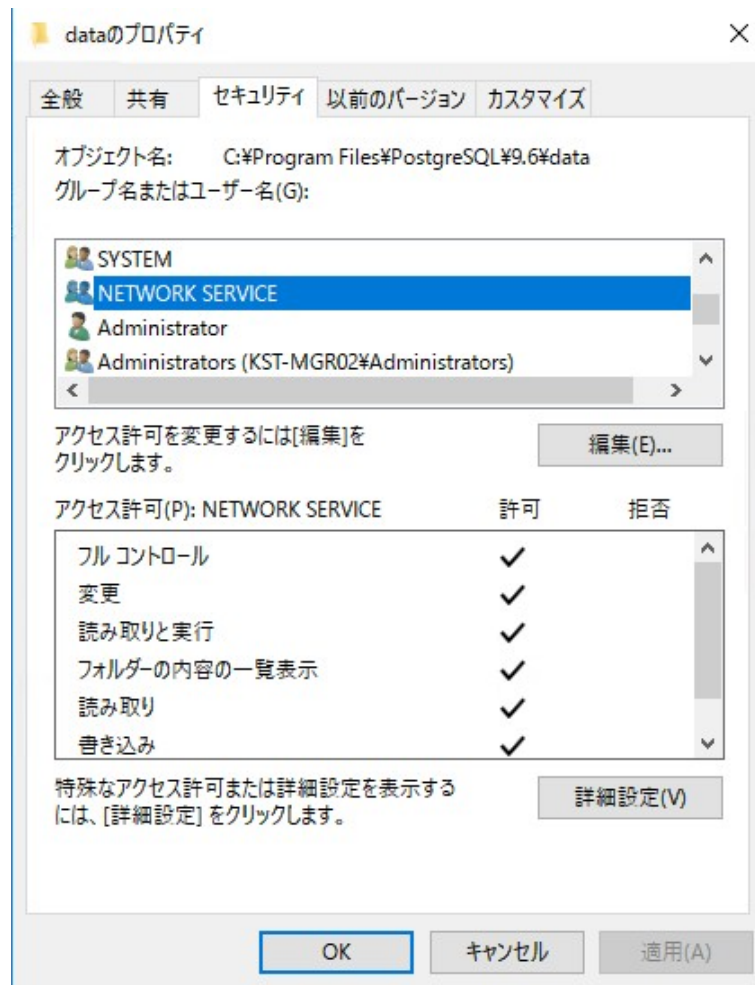 dataのプロパティ
全般 共有 セキュリティ 以前のバージョン カスタマイズ
オブジェクト名: C:¥Program Files¥PostgreSQL¥9.6¥data
グループ名またはユーザー名(G):
SYSTEM
NETWORK SERVICE
Administrator
Administrators (KST-MGR02¥Administrators)
アクセス許可を変更するには[編集]を
クリックします。
編集(E)...
アクセス許可(P): NETWORK SERVICE 許可 拒否
フル コントロール
変更
読み取りと実行
フォルダーの内容の一覧表示
読み取り
書き込み
特殊なアクセス許可または詳細設定を表示する
には、[詳細設定] をクリックします。
詳細設定(V)
OK キャンセル 適用(A)